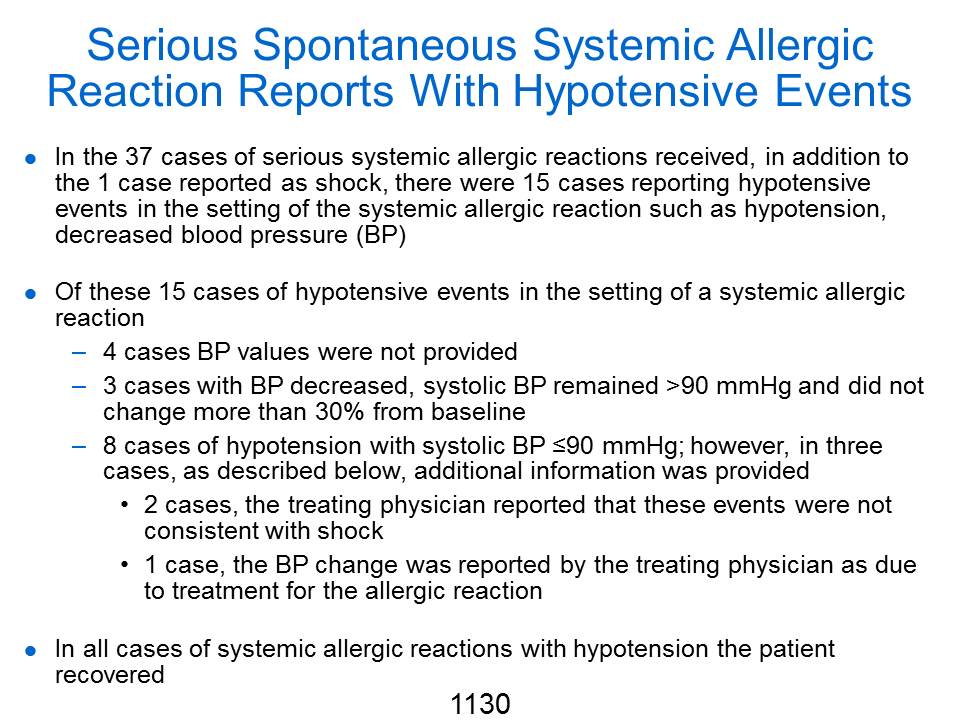 Serious Spontaneous Systemic Allergic
Reaction Reports With Hypotensive Events
● In the 37 cases of serious systemic allergic reactions received, in addition to
the 1 case reported as shock, there were 15 cases reporting hypotensive
events in the setting of the systemic allergic reaction such as hypotension,
decreased blood pressure (BP)
● Of these 15 cases of hypotensive events in the setting of a systemic allergic
reaction
– 4 cases BP values were not provided
– 3 cases with BP decreased, systolic BP remained >90 mmHg and did not
change more than 30% from baseline
– 8 cases of hypotension with systolic BP ≤90 mmHg; however, in three
cases, as described below, additional information was provided
• 2 cases, the treating physician reported that these events were not
consistent with shock
• 1 case, the BP change was reported by the treating physician as due
to treatment for the allergic reaction
● In all cases of systemic allergic reactions with hypotension the patient
recovered
1130